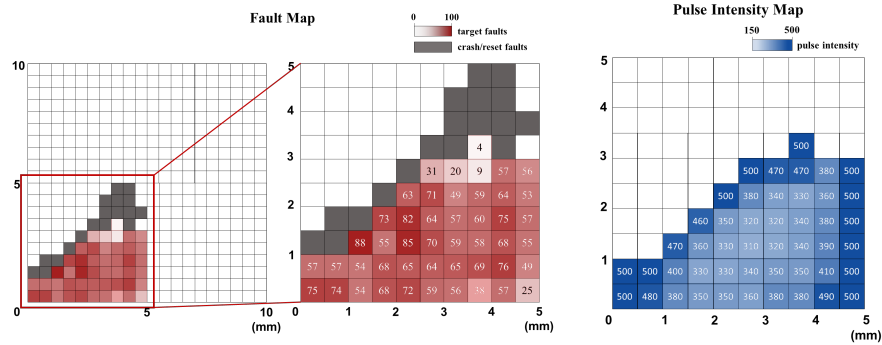 Fault Map
0 100
target faults
crash/reset faults
10
5
0
5
10
(mm)
5
4
3
2
1
0
4
31 20 9 57 56
63 71 49 59 64 53
73 82 64 57 60 75 57
88 55 85 70 59 58 68 55
57 57 54 68 65 64 65 69 76 49
75 74 54 68 72 59 56 38 57 25
1 2 3 4 5
(mm)
Pulse Intensity Map
150 500
pulse intensity
5
4
3
2
1
0
500
500 470 470 380 500
500 380 340 330 360 500
460 350 320 320 340 380 500
470 360 330 310 320 340 390 500
500 500 400 330 330 340 350 350 410 500
500 480 380 350 350 360 380 380 490 500
1 2 3 4 5
(mm)